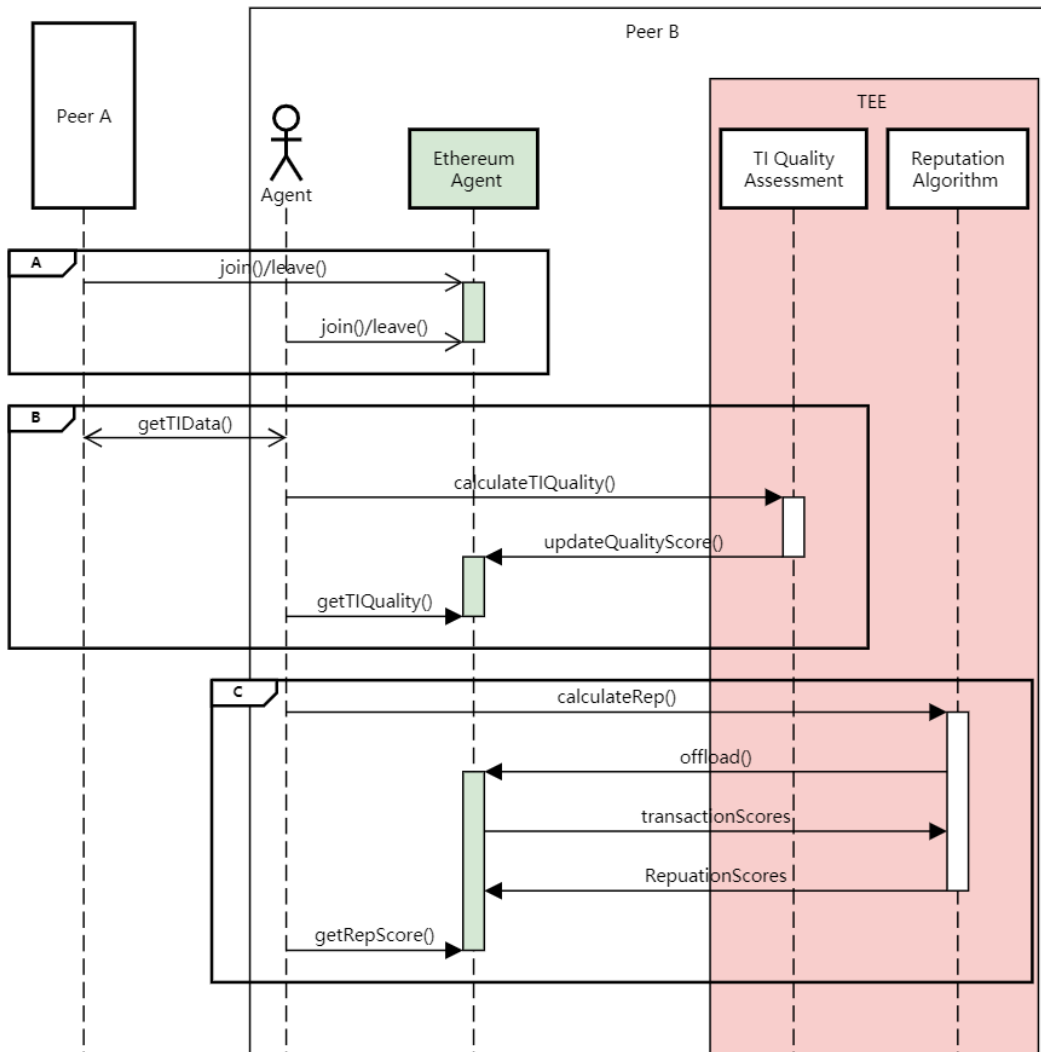 Peer B
TEE
Peer A
Agent
Ethereum
Agent
TI Quality
Assessment
Reputation
Algorithm
A
join()/leave()
join()/leave()
B
getTIData()
calculateTIQuality()
updateQualityScore()
getTIQuality()
C
calculateRep()
offload()
transactionScores
RepuationScores
getRepScore()